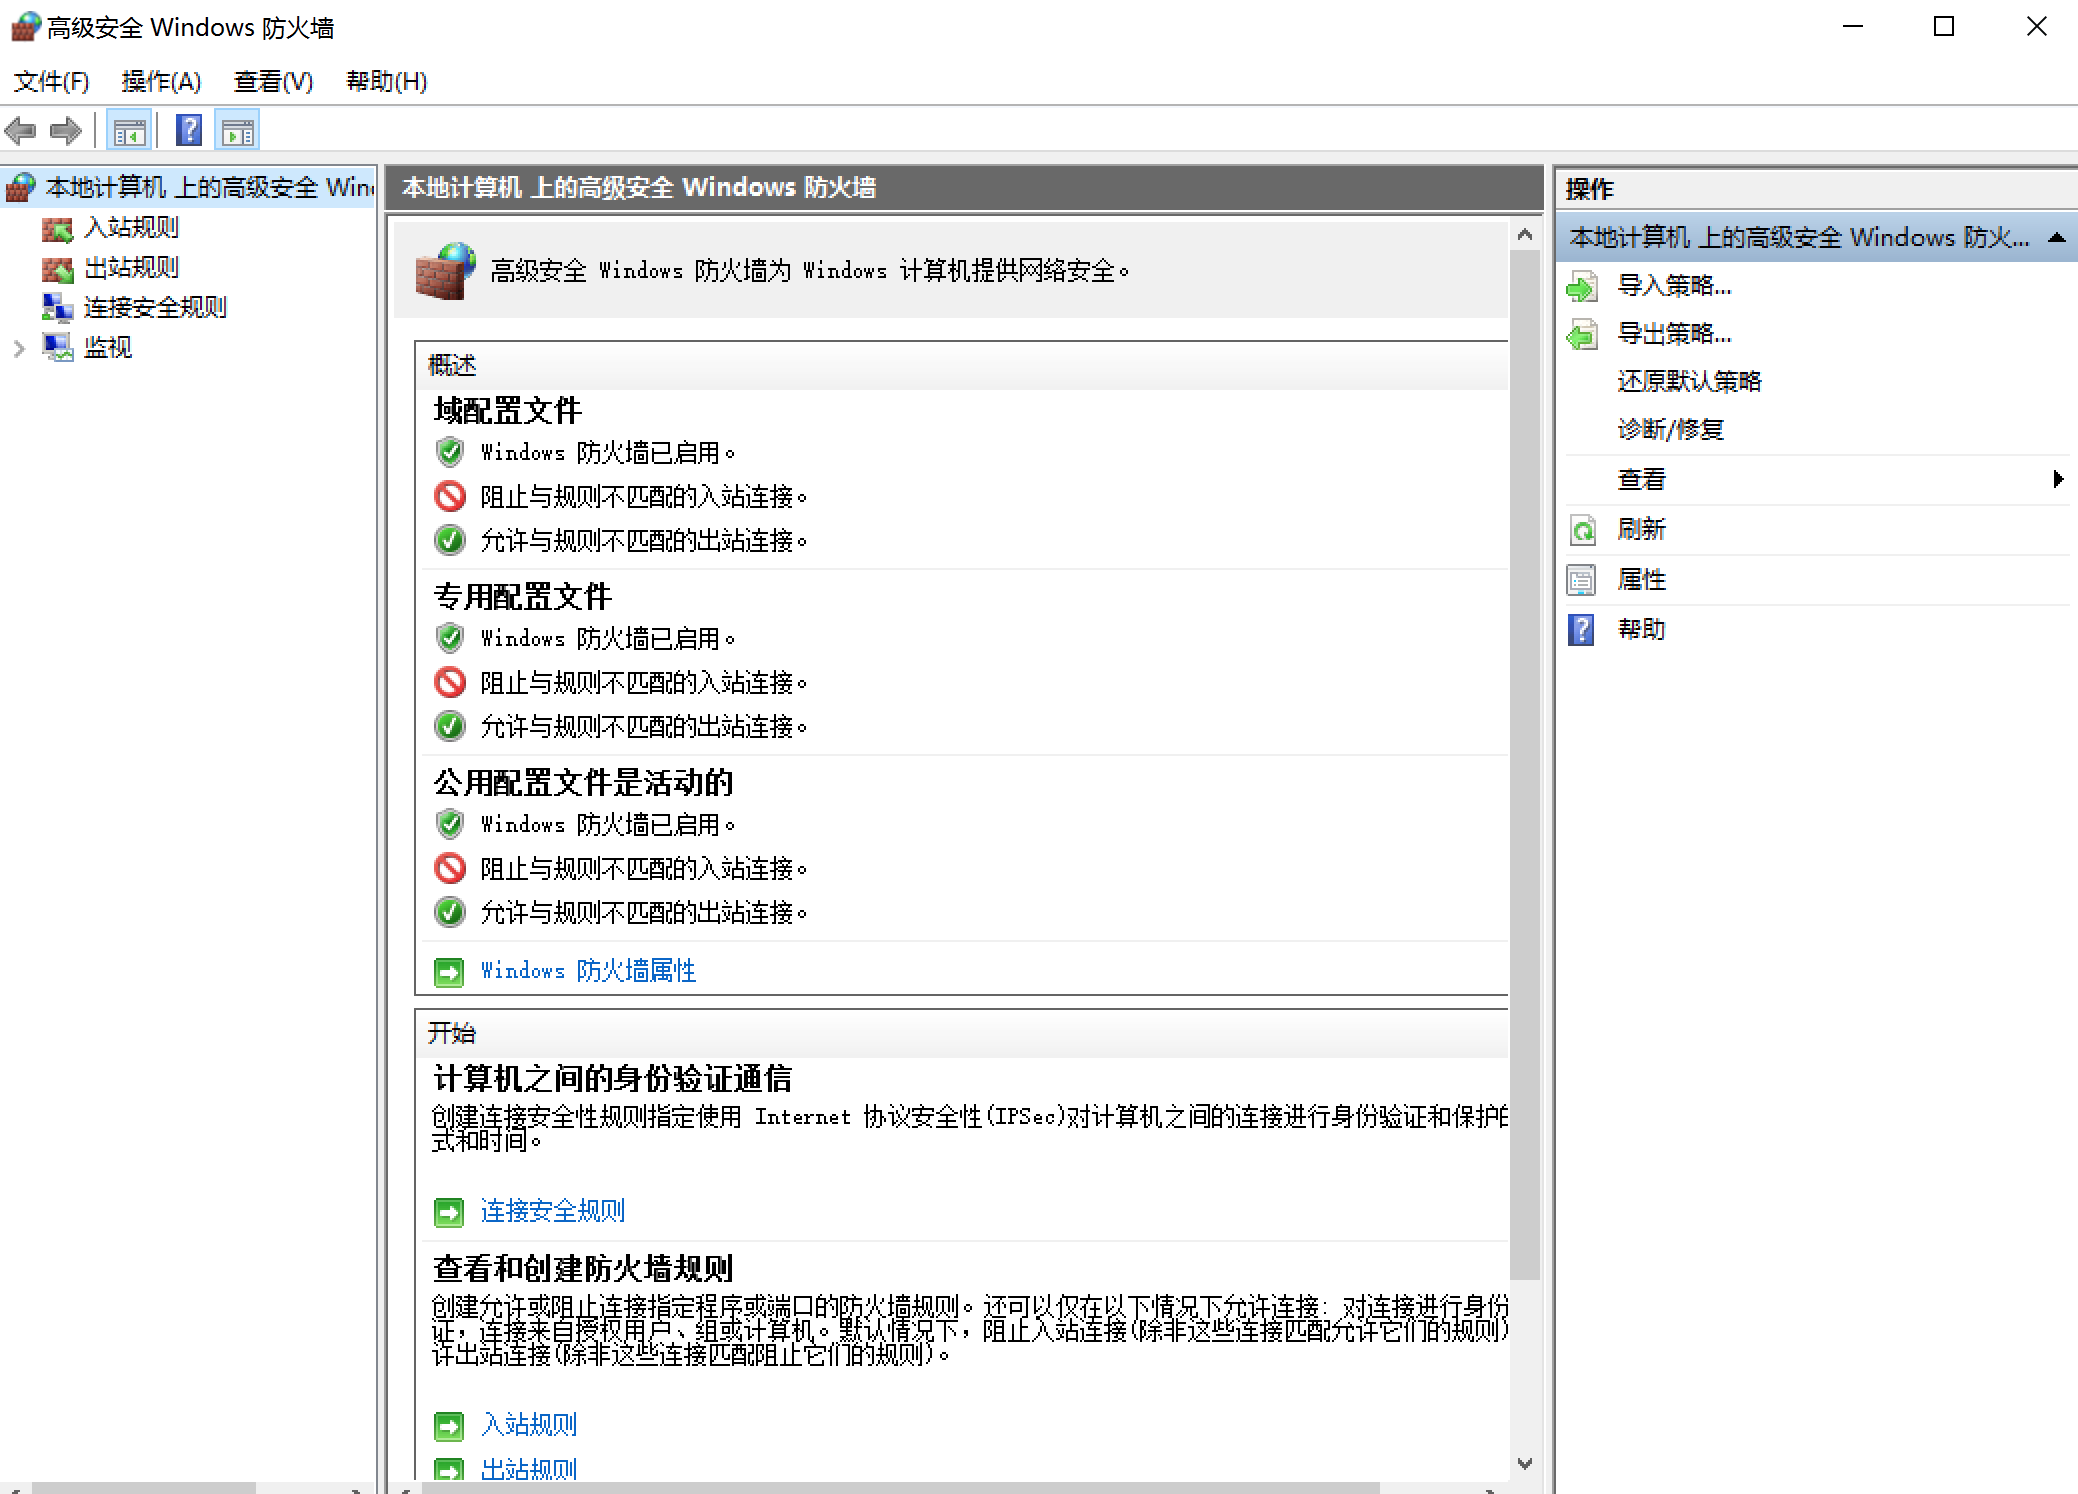 高级安全 Windows 防火墙
文件(F) 操作(A) 查看(V) 帮助(H)
本地计算机 上的高级安全 Win
入站规则
出站规则
连接安全规则
监视
本地计算机 上的高级安全 Windows 防火墙
高级安全 Windows 防火墙为 Windows 计算机提供网络安全。
概述
域配置文件
Windows 防火墙已启用。
阻止与规则不匹配的入站连接。
允许与规则不匹配的出站连接。
专用配置文件
Windows 防火墙已启用。
阻止与规则不匹配的入站连接。
允许与规则不匹配的出站连接。
公用配置文件是活动的
Windows 防火墙已启用。
阻止与规则不匹配的入站连接。
允许与规则不匹配的出站连接。
Windows 防火墙属性
开始
计算机之间的身份验证通信
创建连接安全性规则指定使用 Internet 协议安全性(IPSec)对计算机之间的连接进行身份验证和保护
式和时间。
连接安全规则
查看和创建防火墙规则
创建允许或阻止连接指定程序或端口的防火墙规则。还可以仅在以下情况下允许连接: 对连接进行身份
证，连接来自授权用户、组或计算机。默认情况下，阻止入站连接(除非这些连接匹配允许它们的规则)
许出站连接(除非这些连接匹配阻止它们的规则)。
入站规则
出站规则
操作
本地计算机 上的高级安全 Windows 防火...
导入策略...
导出策略...
还原默认策略
诊断/修复
查看
刷新
属性
帮助